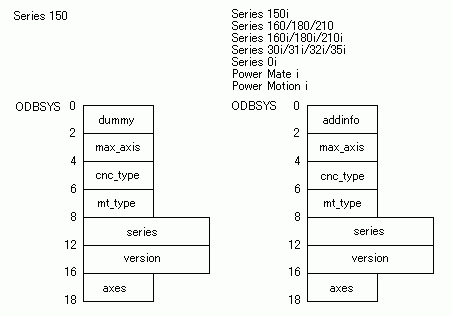 Series 150
Series 150i
Series 160/180/210
Series 160i/180i/210i
Series 30i/31i/32i/35i
Series 0i
Power Mate i
Power Motion i
ODBSYS 0
dummy
2
max_axis
4
cnc_type
6
mt_type
8
series
12
version
16
axes
18
ODBSYS 0
addinfo
2
max_axis
4
cnc_type
6
mt_type
8
series
12
version
16
axes
18